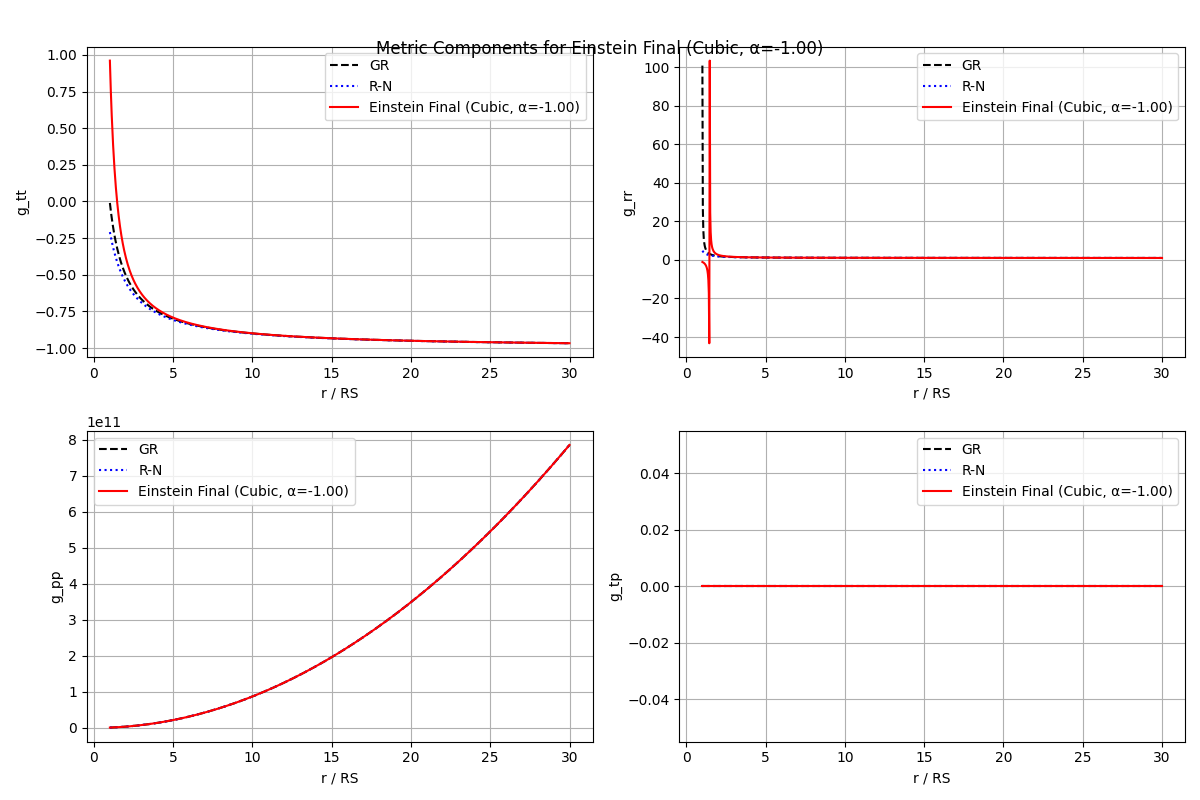 Metric Components for Einstein Final (Cubic, α=-1.00)
1.00
0.75
0.50
0.25
0.00
−0.25
−0.50
−0.75
−1.00
g_tt
GR
R-N
Einstein Final (Cubic, α=-1.00)
0 5 10 15 20 25 30
r / RS
100
80
60
40
20
0
−20
−40
g_rr
GR
R-N
Einstein Final (Cubic, α=-1.00)
0 5 10 15 20 25 30
r / RS
1e11
8
7
6
5
4
3
2
1
0
g_pp
GR
R-N
Einstein Final (Cubic, α=-1.00)
0 5 10 15 20 25 30
r / RS
0.04
0.02
0.00
−0.02
−0.04
g_tp
GR
R-N
Einstein Final (Cubic, α=-1.00)
0 5 10 15 20 25 30
r / RS